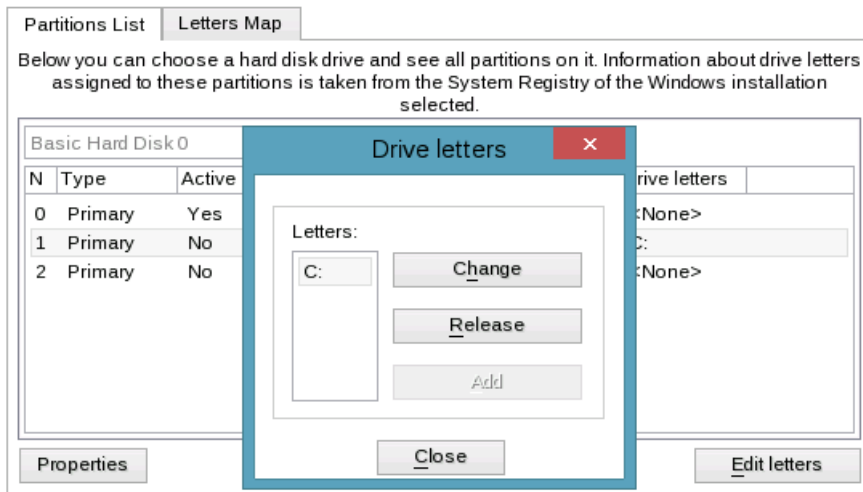 Partitions List
Letters Map
Below you can choose a hard disk drive and see all partitions on it. Information about drive letters
assigned to these partitions is taken from the System Registry of the Windows installation
selected.
Basic Hard Disk 0
Drive letters
N Type Active rive letters
0 Primary Yes <None>
1 Primary No C:
2 Primary No <None>
Letters:
C:
Change
Release
Add
Close
Properties
Edit letters